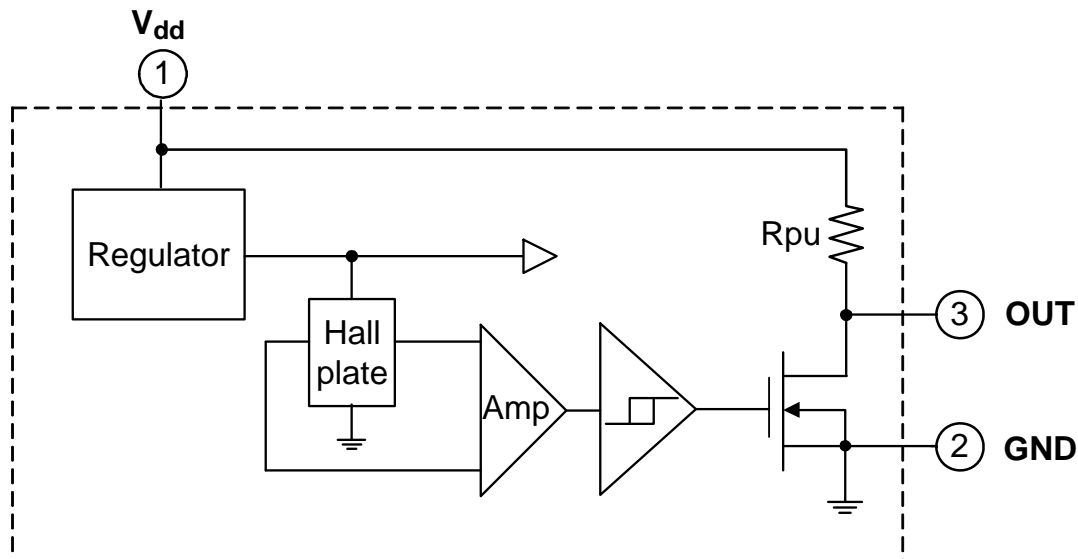 Vdd
1
Rpu
Regulator
3 OUT
Hall
plate
Amp
2 GND